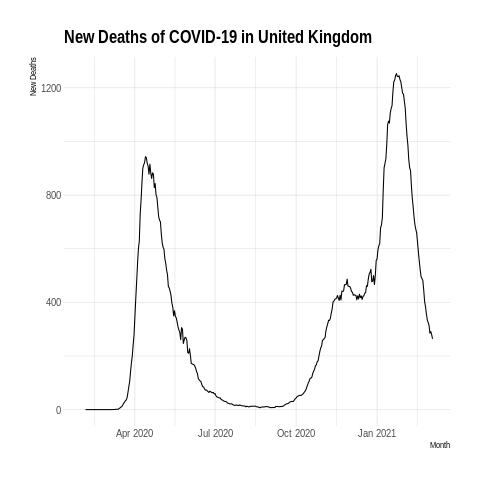 New Deaths of COVID-19 in United Kingdom
New Deaths
1200
800
400
0
Apr 2020 Jul 2020 Oct 2020 Jan 2021
Month